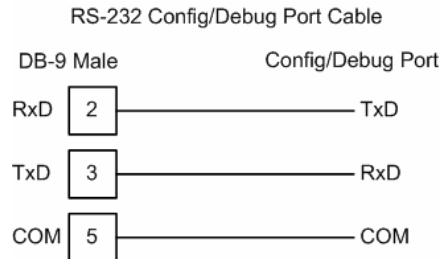 RS-232 Config/Debug Port Cable
DB-9 Male Config/Debug Port
RxD 2 TxD
TxD 3 RxD
COM 5 COM